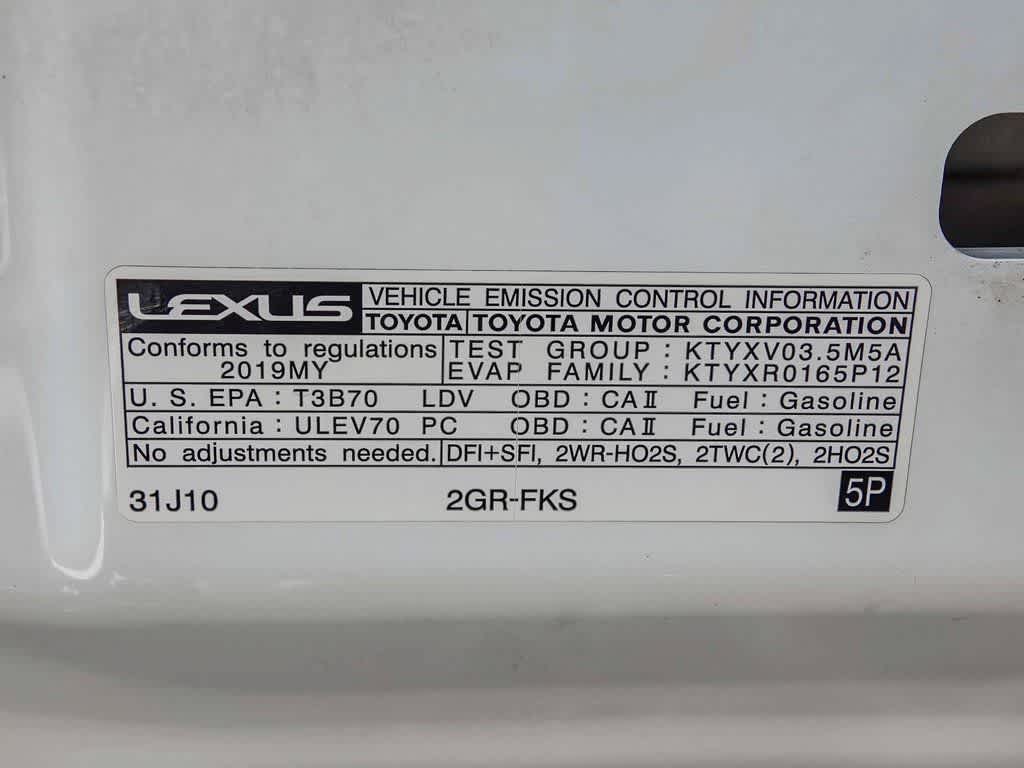 LEXUS VEHICLE EMISSION CONTROL INFORMATION
TOYOTA TOYOTA MOTOR CORPORATION
Conforms to regulations TEST GROUP : KTYXV03.5M5A
2019MY EVAP FAMILY : KTYXR0165P12
U. S. EPA : T3B70 LDV OBD : CAⅡ Fuel : Gasoline
California : ULEV70 PC OBD : CAⅡ Fuel : Gasoline
No adjustments needed. DFI+SFI, 2WR-HO2S, 2TWC(2), 2HO2S
31J10 2GR-FKS 5P